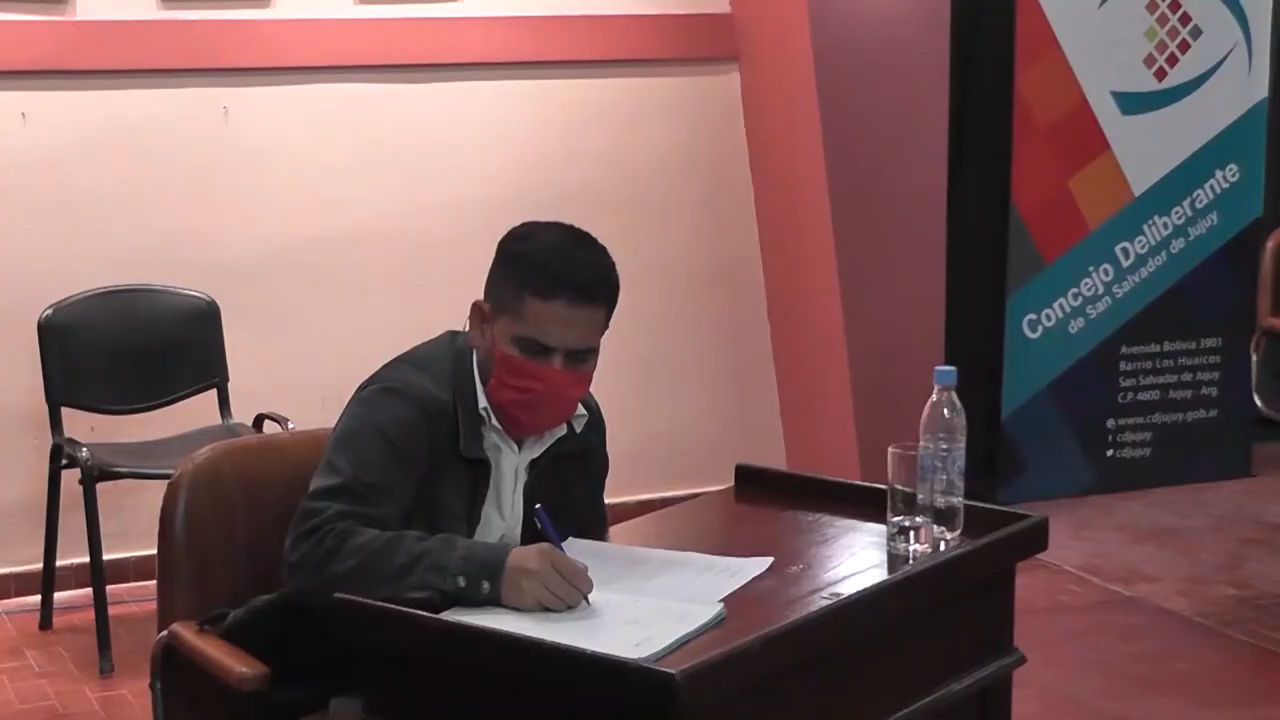 Concejo Deliberante
de San Salvador de Jujuy
Avenida Bolivia 3901
Barrio Los Huaicos
San Salvador de Jujuy
C.P. 4600 - Jujuy - Arg.
www.cdjujuy.gob.ar
cdjujuy
cdjujuy